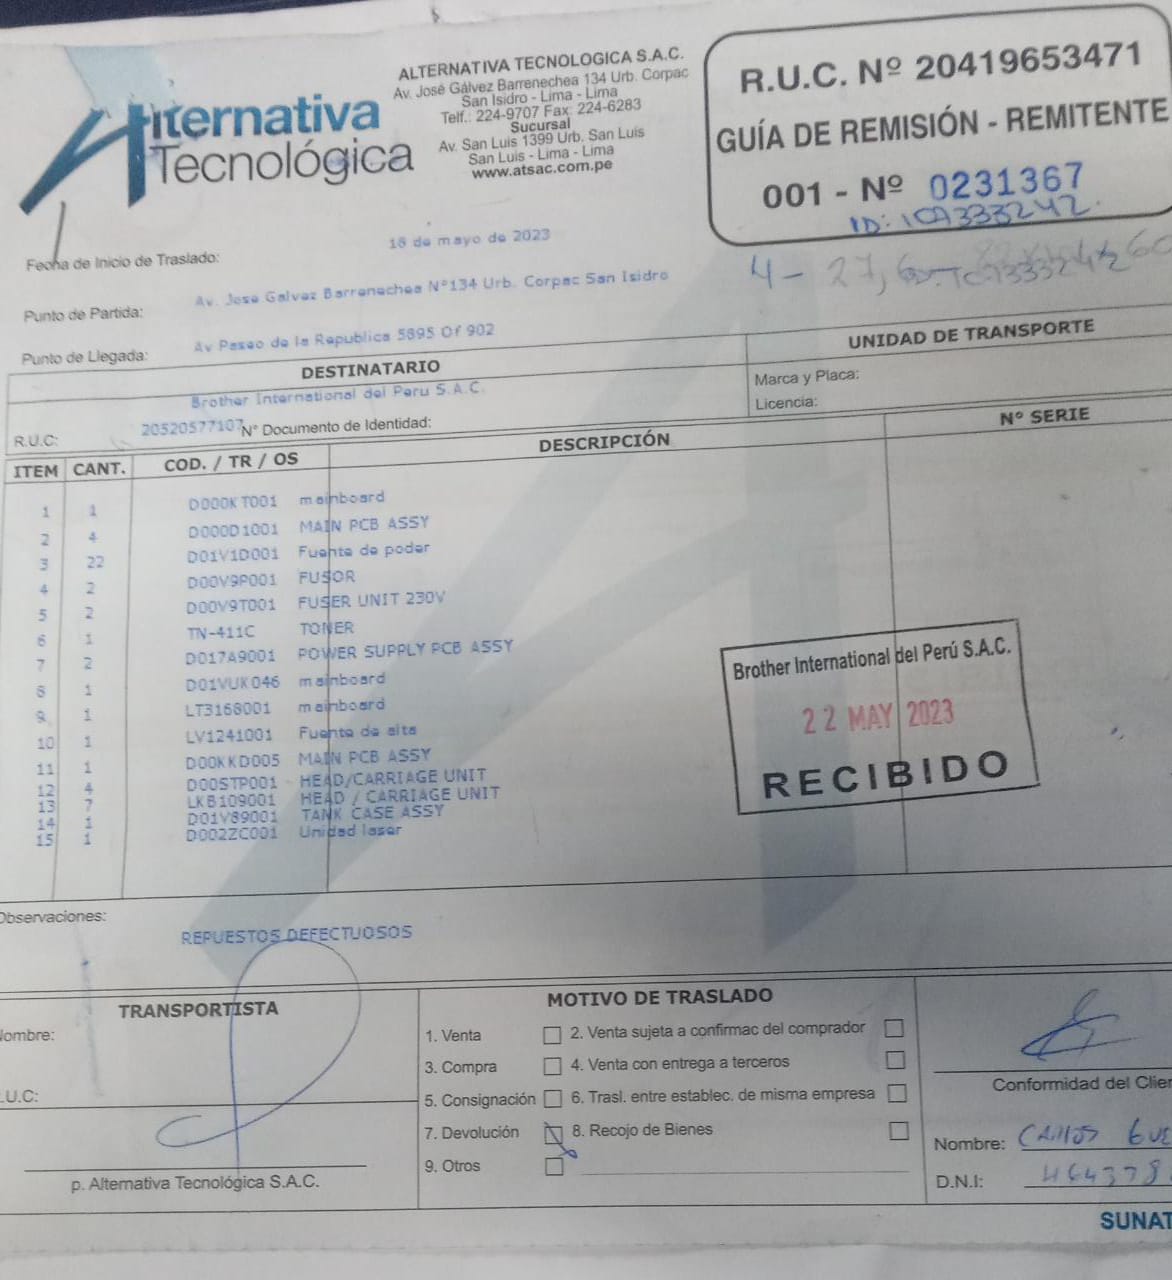 Alternativa
Tecnológica
ALTERNATIVA TECNOLOGICA S.A.C.
Av. José Gálvez Barrenechea 134 Urb. Corpac
San Isidro - Lima - Lima
Telf.: 224-9707 Fax: 224-6283
Sucursal
Av. San Luis 1399 Urb. San Luis
San Luis - Lima - Lima
www.atsac.com.pe
R.U.C. Nº 20419653471
GUÍA DE REMISIÓN - REMITENTE
001 - Nº 0231367
ID: 109333242
Fecha de Inicio de Traslado: 18 de mayo de 2023
Punto de Partida: Av. Jose Galvez Barrenechea Nº134 Urb. Corpac San Isidro
Punto de Llegada: Av Paseo de la Republica 5895 Of 902
DESTINATARIO
UNIDAD DE TRANSPORTE
Brother International del Peru S.A.C.
Marca y Placa:
Licencia:
R.U.C: 20520577107 Nº Documento de Identidad:
ITEM CANT. COD. / TR / OS DESCRIPCIÓN Nº SERIE
1 1 D000KT001 mainboard
2 4 D000D1001 MAIN PCB ASSY
3 22 D01V1D001 Fuente de poder
4 2 D00V9P001 FUSOR
5 2 D00V9T001 FUSER UNIT 230V
6 1 TN-411C TONER
7 2 D017A9001 POWER SUPPLY PCB ASSY
8 1 D01VUK046 mainboard
9 1 LT3168001 mainboard
10 1 LV1241001 Fuente de alta
11 1 D00KKD005 MAIN PCB ASSY
12 4 D00STP001 HEAD/CARRIAGE UNIT
13 7 LKB109001 HEAD / CARRIAGE UNIT
14 1 D01V89001 TANK CASE ASSY
15 1 D002ZC001 Unidad laser
Brother International del Perú S.A.C.
22 MAY 2023
RECIBIDO
Observaciones:
REPUESTOS DEFECTUOSOS
TRANSPORTISTA
Nombre:
R.U.C:
p. Alternativa Tecnológica S.A.C.
MOTIVO DE TRASLADO
1. Venta 2. Venta sujeta a confirmac del comprador
3. Compra 4. Venta con entrega a terceros
5. Consignación 6. Trasl. entre establec. de misma empresa
7. Devolución 8. Recojo de Bienes
9. Otros
Conformidad del Clien
Nombre: Carlos
D.N.I: 464378
SUNAT